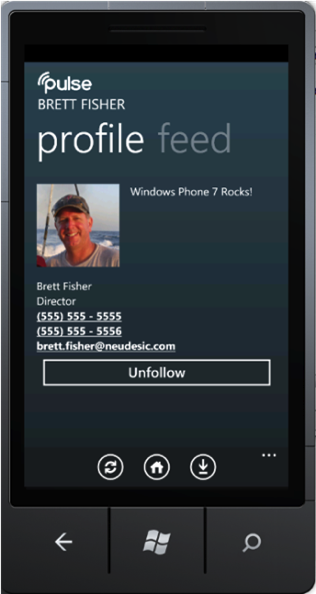 pulse
BRETT FISHER
profile feed
Windows Phone 7 Rocks!
Brett Fisher
Director
(555) 555 - 5555
(555) 555 - 5556
brett.fisher@neudesic.com
Unfollow